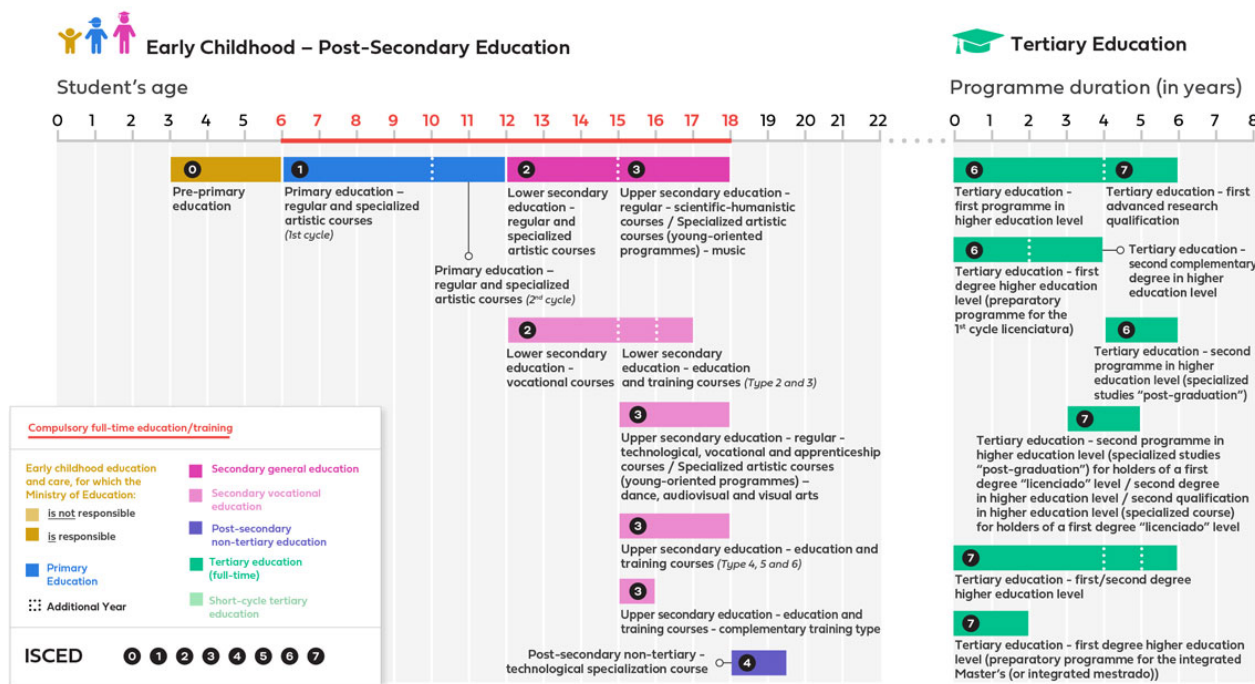 Early Childhood – Post-Secondary Education
Student's age
0 1 2 3 4 5 6 7 8 9 10 11 12 13 14 15 16 17 18 19 20 21 22
0
Pre-primary
education
1
Primary education –
regular and specialized
artistic courses
(1st cycle)
Primary education –
regular and specialized
artistic courses (2nd cycle)
2
Lower secondary
education -
regular and
specialized
artistic courses
3
Upper secondary education -
regular - scientific-humanistic
courses / Specialized artistic
courses (young-oriented
programmes) - music
2
Lower secondary
education -
vocational courses
Lower secondary
education - education
and training courses (Type 2 and 3)
3
Upper secondary education - regular -
technological, vocational and apprenticeship
courses / Specialized artistic courses
(young-oriented programmes) –
dance, audiovisual and visual arts
3
Upper secondary education - education and
training courses (Type 4, 5 and 6)
3
Upper secondary education - education and
training courses - complementary training type
Post-secondary non-tertiary -
technological specialization course
4
Compulsory full-time education/training
Early childhood education
and care, for which the
Ministry of Education:
is not responsible
is responsible
Primary
Education
Additional Year
Secondary general education
Secondary vocational
education
Post-secondary
non-tertiary education
Tertiary education
(full-time)
Short-cycle tertiary
education
ISCED 0 1 2 3 4 5 6 7
Tertiary Education
Programme duration (in years)
0 1 2 3 4 5 6 7 8
6
Tertiary education -
first programme in
higher education level
7
Tertiary education - first
advanced research
qualification
6
Tertiary education - first
degree higher education
level (preparatory
programme for the
1st cycle licenciatura)
Tertiary education -
second complementary
degree in higher
education level
6
Tertiary education - second
programme in higher
education level (specialized
studies "post-graduation")
7
Tertiary education - second programme in
higher education level (specialized studies
"post-graduation") for holders of a first
degree "licenciado" level / second degree
in higher education level / second qualification
in higher education level (specialized course)
for holders of a first degree "licenciado" level
7
Tertiary education - first/second degree
higher education level
7
Tertiary education - first degree higher education
level (preparatory programme for the integrated
Master's (or integrated mestrado))